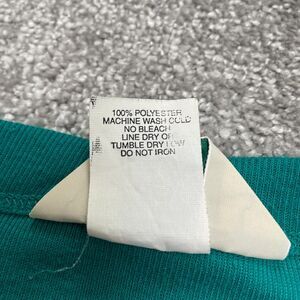 100% POLYESTER
MACHINE WASH COLD
NO BLEACH
LINE DRY OR
TUMBLE DRY LOW
DO NOT IRON